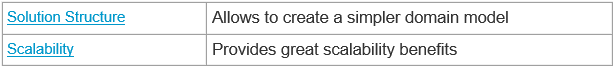 Solution Structure Allows to create a simpler domain model
Scalability Provides great scalability benefits